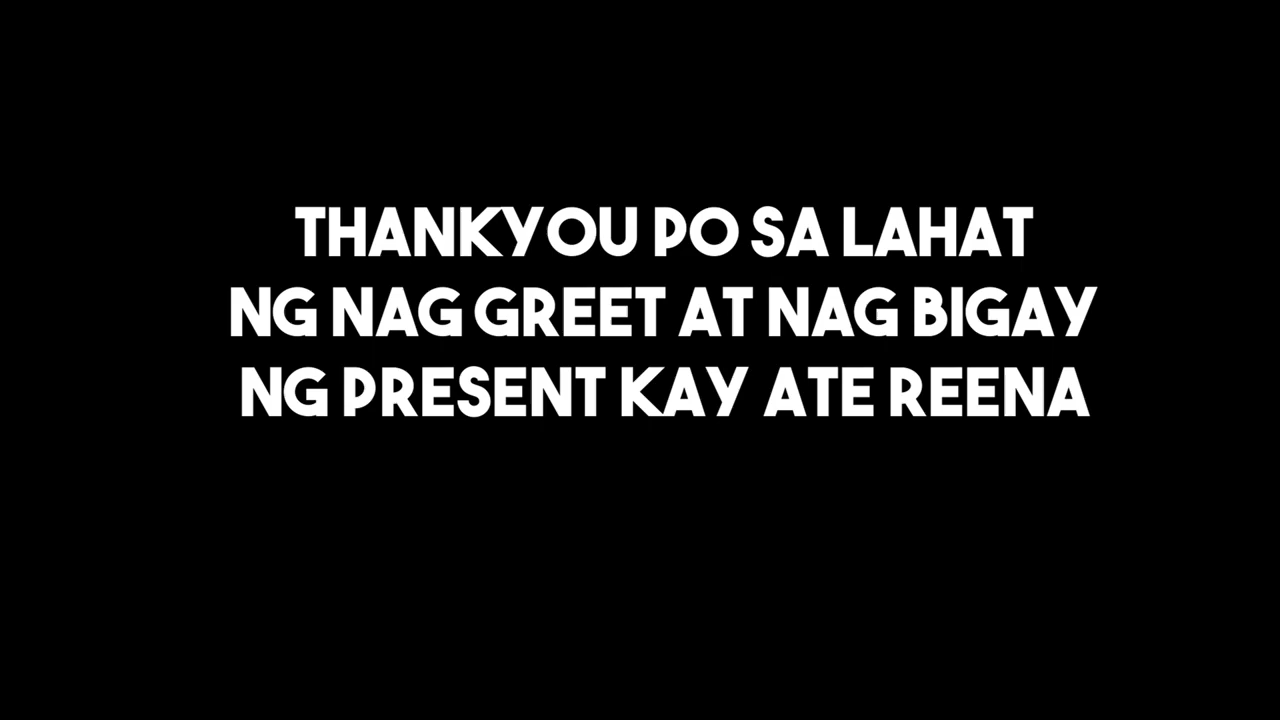 THANKYOU PO SA LAHAT
NG NAG GREET AT NAG BIGAY
NG PRESENT KAY ATE REENA